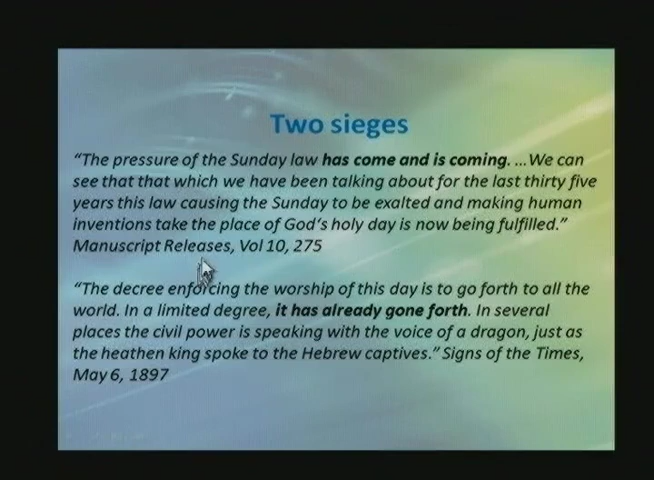 Two sieges
“The pressure of the Sunday law has come and is coming. ...We can
see that that which we have been talking about for the last thirty five
years this law causing the Sunday to be exalted and making human
inventions take the place of God’s holy day is now being fulfilled.”
Manuscript Releases, Vol 10, 275
“The decree enforcing the worship of this day is to go forth to all the
world. In a limited degree, it has already gone forth. In several
places the civil power is speaking with the voice of a dragon, just as
the heathen king spoke to the Hebrew captives.” Signs of the Times,
May 6, 1897